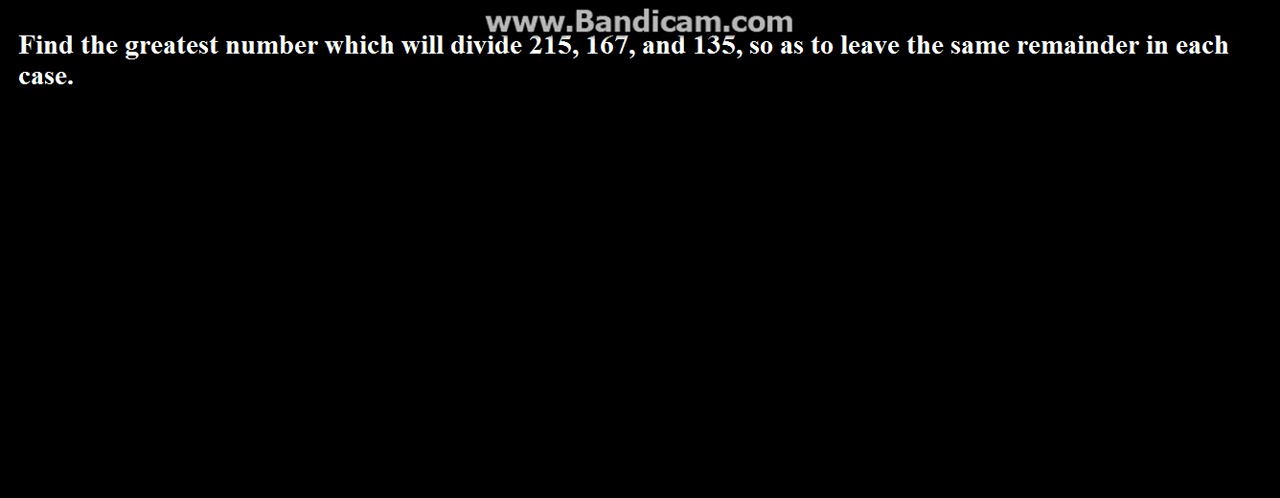 www.Bandicam.com
Find the greatest number which will divide 215, 167, and 135, so as to leave the same remainder in each
case.